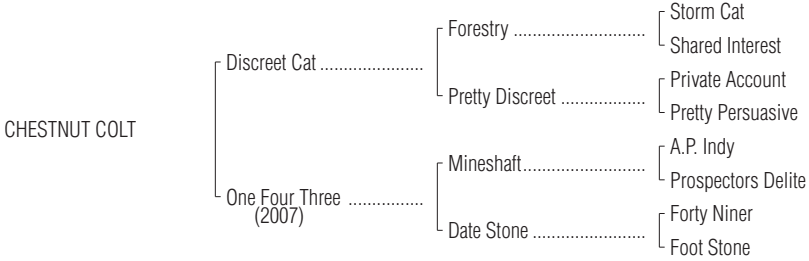 CHESTNUT COLT
Discreet Cat ......................
One Four Three ................
(2007)
Forestry ............................
Pretty Discreet ..................
Mineshaft..........................
Date Stone ........................
Storm Cat
Shared Interest
Private Account
Pretty Persuasive
A.P. Indy
Prospectors Delite
Forty Niner
Foot Stone